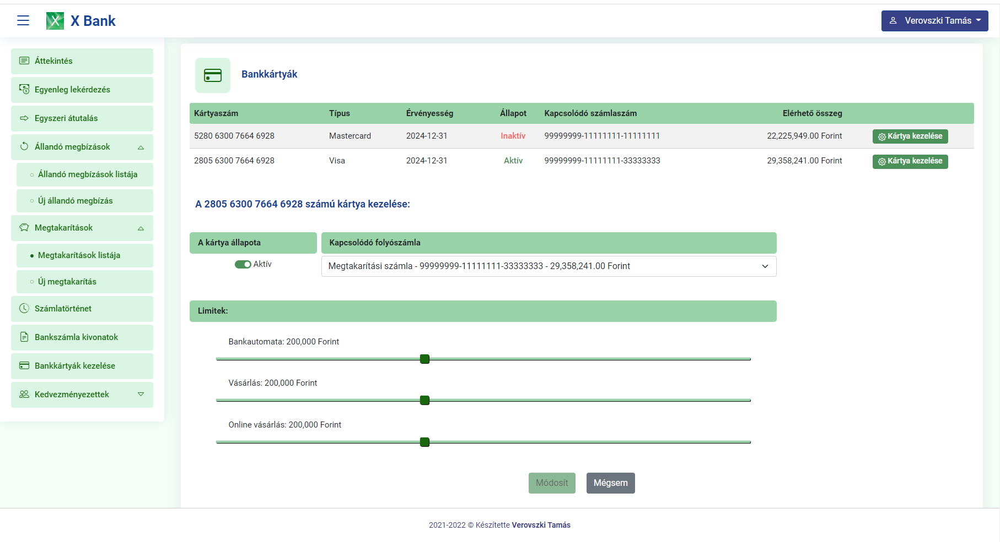 X Bank
Verovszki Tamás
Áttekintés
Egyenleg lekérdezés
Egyszeri átutalás
Állandó megbízások
Állandó megbízások listája
Új állandó megbízás
Megtakarítások
Megtakarítások listája
Új megtakarítás
Számlatörténet
Bankszámla kivonatok
Bankkártyák kezelése
Kedvezményezettek
Bankkártyák
Kártyaszám Típus Érvényesség Állapot Kapcsolódó számlaszám Elérhető összeg
5280 6300 7664 6928 Mastercard 2024-12-31 Inaktív 99999999-11111111-11111111 22,225,949.00 Forint Kártya kezelése
2805 6300 7664 6928 Visa 2024-12-31 Aktív 99999999-11111111-33333333 29,358,241.00 Forint Kártya kezelése
A 2805 6300 7664 6928 számú kártya kezelése:
A kártya állapota Kapcsolódó folyószámla
Aktív Megtakarítási számla - 99999999-11111111-33333333 - 29,358,241.00 Forint
Limitek:
Bankautomata: 200,000 Forint
Vásárlás: 200,000 Forint
Online vásárlás: 200,000 Forint
Módosít Mégsem
2021-2022 © Készítette Verovszki Tamás